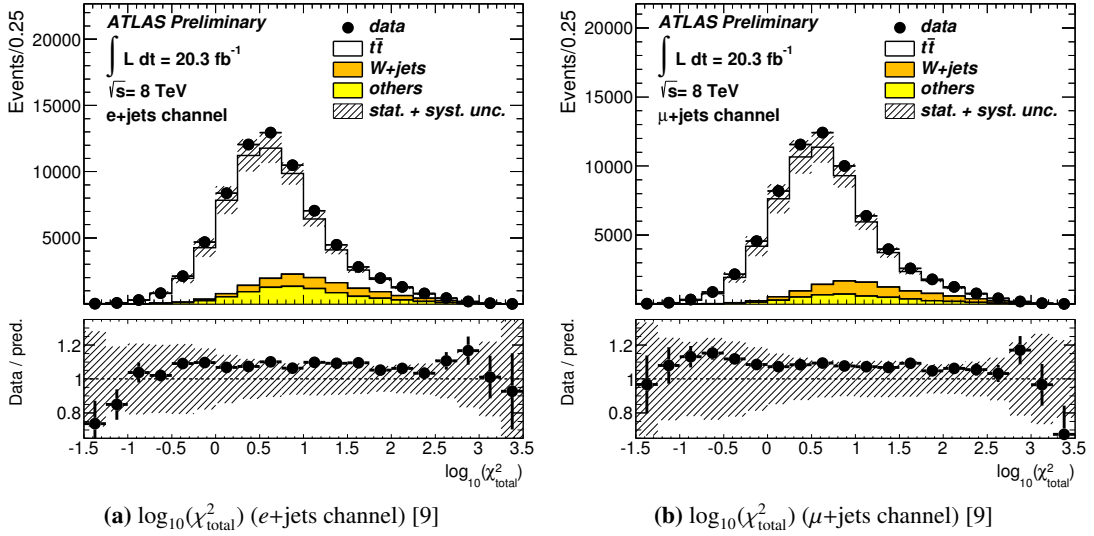 ATLAS Preliminary
∫ L dt = 20.3 fb⁻¹
√s= 8 TeV
e+jets channel
data
tt̄
W+jets
others
stat. + syst. unc.
Events/0.25
20000
15000
10000
5000
Data / pred.
1.2
1
0.8
-1.5 -1 -0.5 0 0.5 1 1.5 2 2.5 3 3.5
log₁₀(χ²total)
(a) log₁₀(χ²total) (e+jets channel) [9]
ATLAS Preliminary
∫ L dt = 20.3 fb⁻¹
√s= 8 TeV
μ+jets channel
data
tt̄
W+jets
others
stat. + syst. unc.
Events/0.25
20000
15000
10000
5000
Data / pred.
1.2
1
0.8
-1.5 -1 -0.5 0 0.5 1 1.5 2 2.5 3 3.5
log₁₀(χ²total)
(b) log₁₀(χ²total) (μ+jets channel) [9]